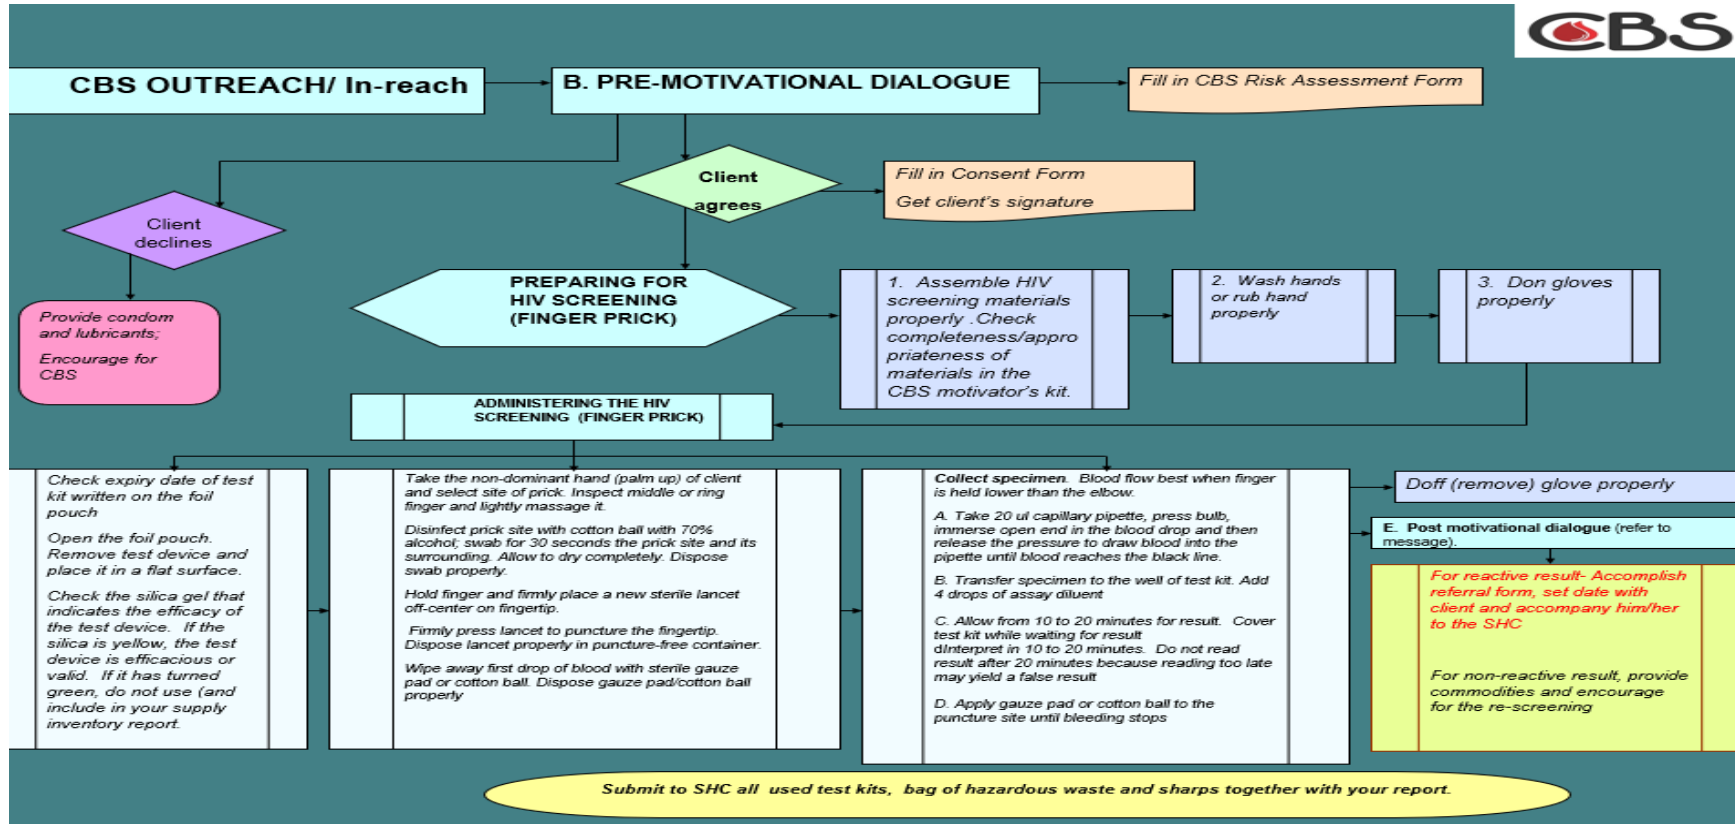 CBS
CBS OUTREACH/ In-reach
B. PRE-MOTIVATIONAL DIALOGUE
Fill in CBS Risk Assessment Form
Client
agrees
Fill in Consent Form
Get client's signature
Client
declines
Provide condom
and lubricants;
Encourage for
CBS
PREPARING FOR
HIV SCREENING
(FINGER PRICK)
1. Assemble HIV
screening materials
properly .Check
completeness/appro
priateness of
materials in the
CBS motivator's kit.
2. Wash hands
or rub hand
properly
3. Don gloves
properly
ADMINISTERING THE HIV
SCREENING (FINGER PRICK)
Check expiry date of test
kit written on the foil
pouch
Open the foil pouch.
Remove test device and
place it in a flat surface.
Check the silica gel that
indicates the efficacy of
the test device. If the
silica is yellow, the test
device is efficacious or
valid. If it has turned
green, do not use (and
include in your supply
inventory report.
Take the non-dominant hand (palm up) of client
and select site of prick. Inspect middle or ring
finger and lightly massage it.
Disinfect prick site with cotton ball with 70%
alcohol; swab for 30 seconds the prick site and its
surrounding. Allow to dry completely. Dispose
swab properly.
Hold finger and firmly place a new sterile lancet
off-center on fingertip.
Firmly press lancet to puncture the fingertip.
Dispose lancet properly in puncture-free container.
Wipe away first drop of blood with sterile gauze
pad or cotton ball. Dispose gauze pad/cotton ball
properly
Collect specimen. Blood flow best when finger
is held lower than the elbow.
A. Take 20 ul capillary pipette, press bulb,
immerse open end in the blood drop and then
release the pressure to draw blood into the
pipette until blood reaches the black line.
B. Transfer specimen to the well of test kit. Add
4 drops of assay diluent
C. Allow from 10 to 20 minutes for result. Cover
test kit while waiting for result
dInterpret in 10 to 20 minutes. Do not read
result after 20 minutes because reading too late
may yield a false result
D. Apply gauze pad or cotton ball to the
puncture site until bleeding stops
Doff (remove) glove properly
E. Post motivational dialogue (refer to
message).
For reactive result- Accomplish
referral form, set date with
client and accompany him/her
to the SHC
For non-reactive result, provide
commodities and encourage
for the re-screening
Submit to SHC all used test kits, bag of hazardous waste and sharps together with your report.